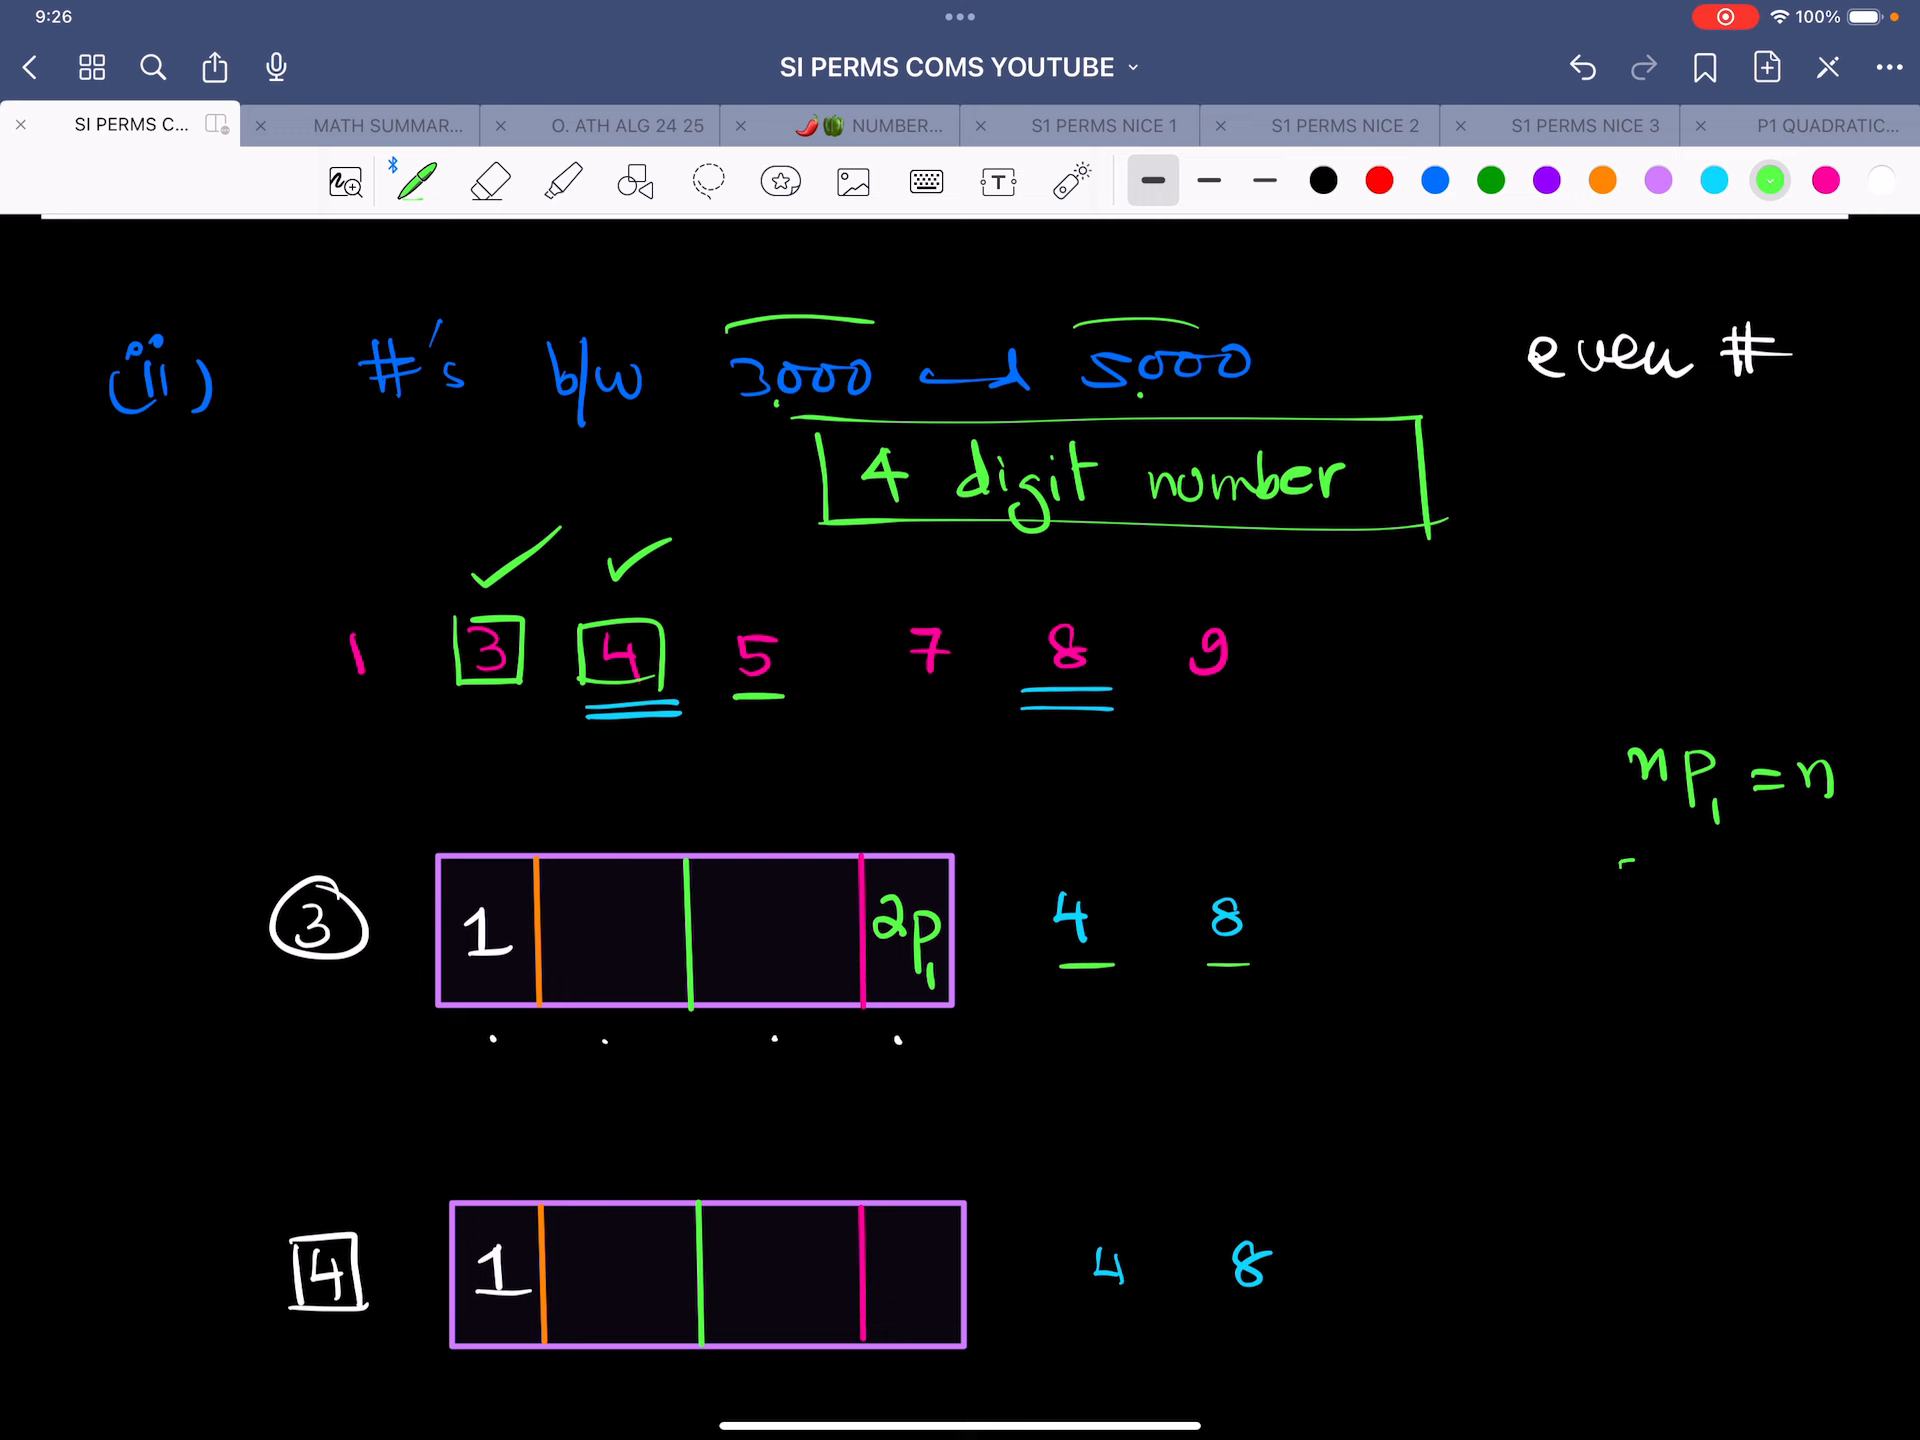 9:26
100%
SI PERMS COMS YOUTUBE
SI PERMS C...
MATH SUMMAR...
O. ATH ALG 24 25
🌶️🫑 NUMBER...
S1 PERMS NICE 1
S1 PERMS NICE 2
S1 PERMS NICE 3
P1 QUADRATIC...
(ii) #'s b/w 3000 and 5000 even #
4 digit number
1 3 4 5 7 8 9
nP1 = n
3 1 2P1 4 8
4 1 4 8